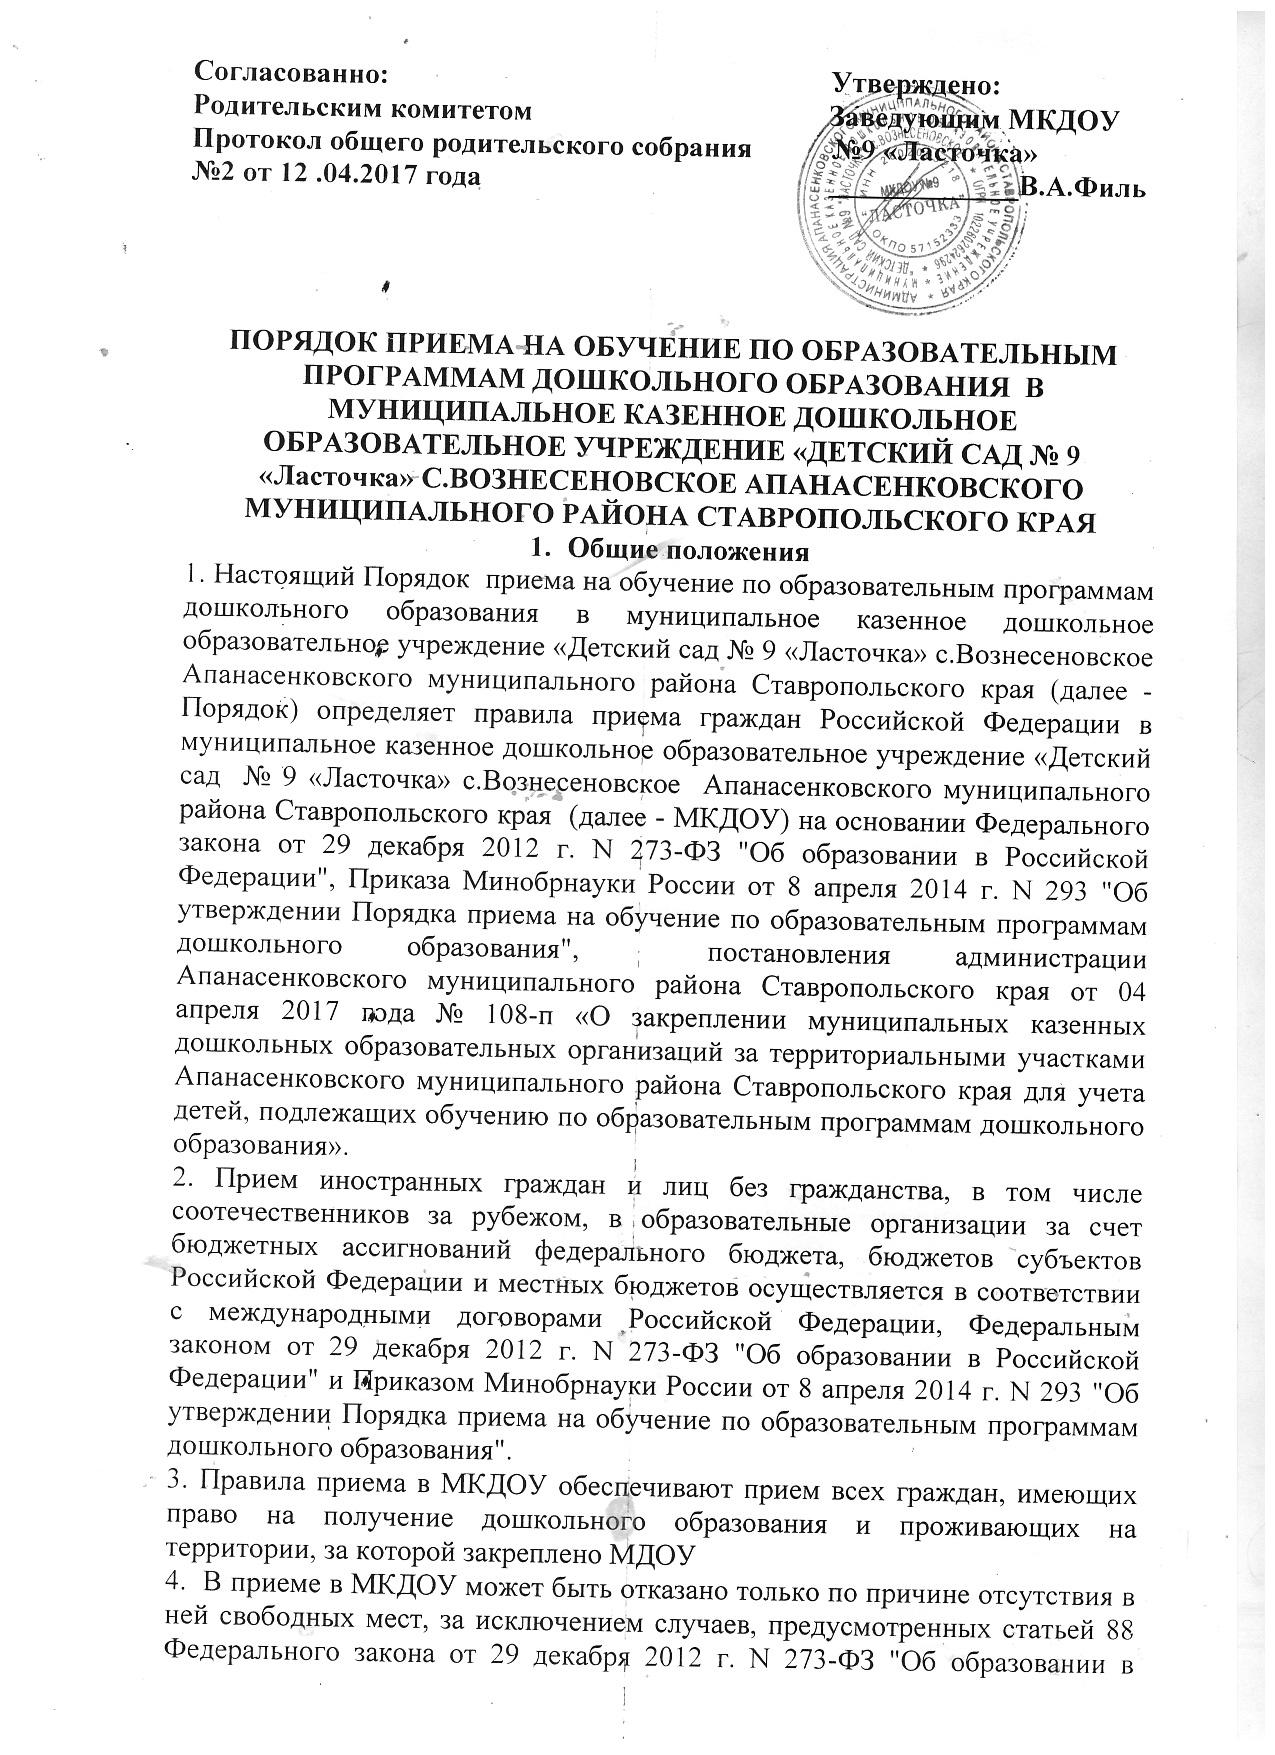 Согласованно:
Родительским комитетом
Протокол общего родительского собрания
№2 от 12 .04.2017 года
Утверждено:
Заведующим МКДОУ
№9 «Ласточка»
В.А.Филь
МКДОУ №9
"ЛАСТОЧКА"
ОКПО 57152333
ПОРЯДОК ПРИЕМА НА ОБУЧЕНИЕ ПО ОБРАЗОВАТЕЛЬНЫМ
ПРОГРАММАМ ДОШКОЛЬНОГО ОБРАЗОВАНИЯ В
МУНИЦИПАЛЬНОЕ КАЗЕННОЕ ДОШКОЛЬНОЕ
ОБРАЗОВАТЕЛЬНОЕ УЧРЕЖДЕНИЕ «ДЕТСКИЙ САД № 9
«Ласточка» С.ВОЗНЕСЕНОВСКОЕ АПАНАСЕНКОВСКОГО
МУНИЦИПАЛЬНОГО РАЙОНА СТАВРОПОЛЬСКОГО КРАЯ
1. Общие положения
1. Настоящий Порядок приема на обучение по образовательным программам
дошкольного образования в муниципальное казенное дошкольное
образовательное учреждение «Детский сад № 9 «Ласточка» с.Вознесеновское
Апанасенковского муниципального района Ставропольского края (далее -
Порядок) определяет правила приема граждан Российской Федерации в
муниципальное казенное дошкольное образовательное учреждение «Детский
сад № 9 «Ласточка» с.Вознесеновское Апанасенковского муниципального
района Ставропольского края (далее - МКДОУ) на основании Федерального
закона от 29 декабря 2012 г. N 273-ФЗ "Об образовании в Российской
Федерации", Приказа Минобрнауки России от 8 апреля 2014 г. N 293 "Об
утверждении Порядка приема на обучение по образовательным программам
дошкольного образования", постановления администрации
Апанасенковского муниципального района Ставропольского края от 04
апреля 2017 года № 108-п «О закреплении муниципальных казенных
дошкольных образовательных организаций за территориальными участками
Апанасенковского муниципального района Ставропольского края для учета
детей, подлежащих обучению по образовательным программам дошкольного
образования».
2. Прием иностранных граждан и лиц без гражданства, в том числе
соотечественников за рубежом, в образовательные организации за счет
бюджетных ассигнований федерального бюджета, бюджетов субъектов
Российской Федерации и местных бюджетов осуществляется в соответствии
с международными договорами Российской Федерации, Федеральным
законом от 29 декабря 2012 г. N 273-ФЗ "Об образовании в Российской
Федерации" и Приказом Минобрнауки России от 8 апреля 2014 г. N 293 "Об
утверждении Порядка приема на обучение по образовательным программам
дошкольного образования".
3. Правила приема в МКДОУ обеспечивают прием всех граждан, имеющих
право на получение дошкольного образования и проживающих на
территории, за которой закреплено МДОУ
4. В приеме в МКДОУ может быть отказано только по причине отсутствия в
ней свободных мест, за исключением случаев, предусмотренных статьей 88
Федерального закона от 29 декабря 2012 г. N 273-ФЗ "Об образовании в